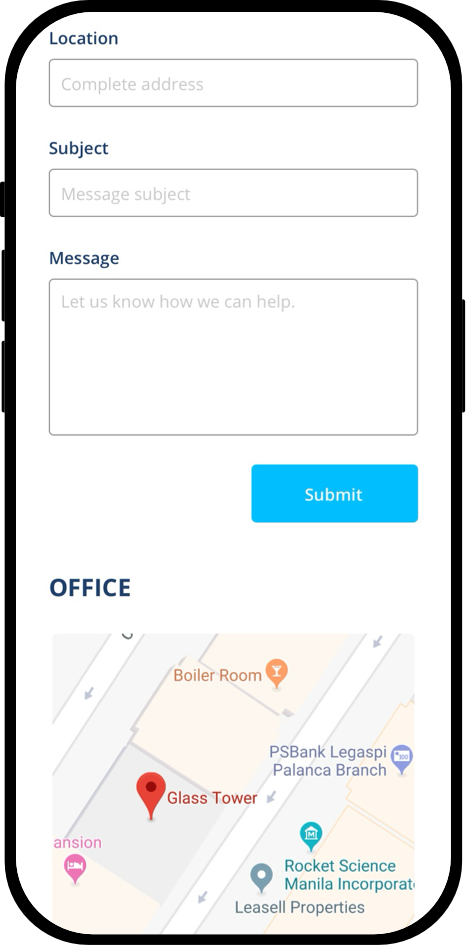 Location
Complete address
Subject
Message subject
Message
Let us know how we can help.
Submit
OFFICE
Boiler Room
PSBank Legaspi
Palanca Branch
Glass Tower
ansion
Rocket Science
Manila Incorporat
Leasell Properties